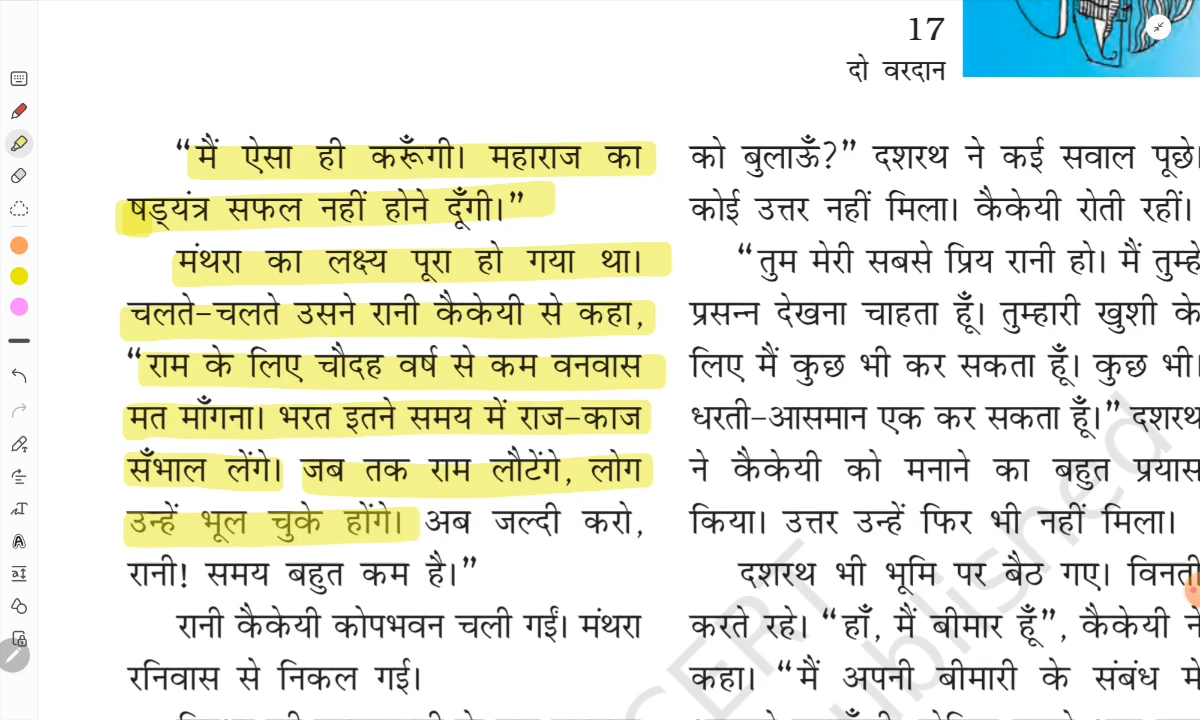 17
दो वरदान
“मैं ऐसा ही करूँगी। महाराज का
षड्यंत्र सफल नहीं होने दूँगी।”
मंथरा का लक्ष्य पूरा हो गया था।
चलते-चलते उसने रानी कैकेयी से कहा,
“राम के लिए चौदह वर्ष से कम वनवास
मत माँगना। भरत इतने समय में राज-काज
सँभाल लेंगे। जब तक राम लौटेंगे, लोग
उन्हें भूल चुके होंगे। अब जल्दी करो,
रानी! समय बहुत कम है।”
रानी कैकेयी कोपभवन चली गईं। मंथरा
रनिवास से निकल गई।
को बुलाऊँ?” दशरथ ने कई सवाल पूछे।
कोई उत्तर नहीं मिला। कैकेयी रोती रहीं।
“तुम मेरी सबसे प्रिय रानी हो। मैं तुम्हे
प्रसन्न देखना चाहता हूँ। तुम्हारी खुशी के
लिए मैं कुछ भी कर सकता हूँ। कुछ भी।
धरती-आसमान एक कर सकता हूँ।” दशरथ
ने कैकेयी को मनाने का बहुत प्रयास
किया। उत्तर उन्हें फिर भी नहीं मिला।
दशरथ भी भूमि पर बैठ गए। विनती
करते रहे। “हाँ, मैं बीमार हूँ”, कैकेयी ने
कहा। “मैं अपनी बीमारी के संबंध मे